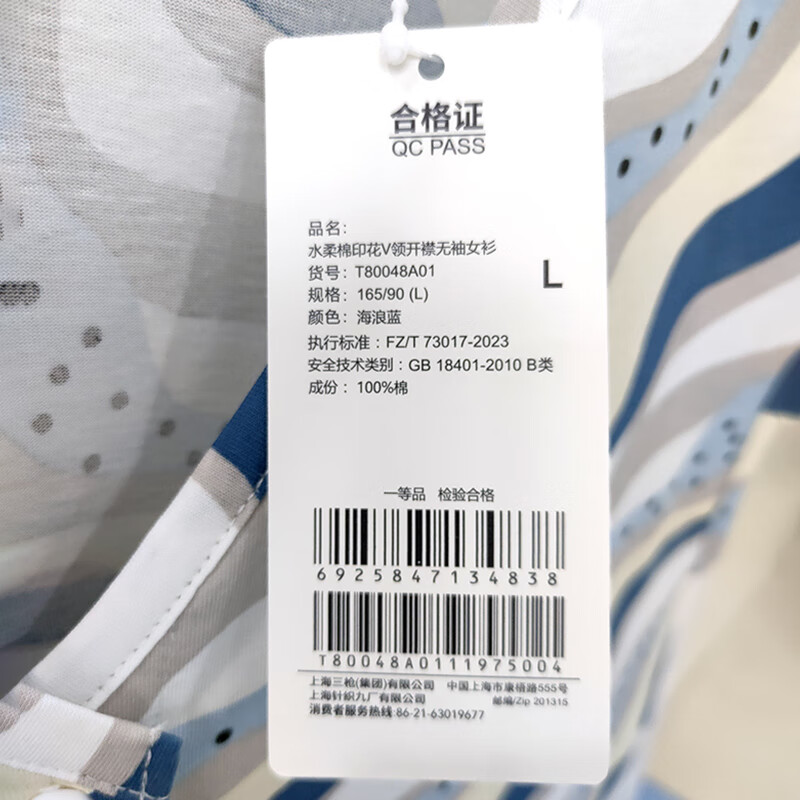 合格证
QC PASS
品名：
水柔棉印花V领开襟无袖女衫
货号：T80048A01
规格：165/90 (L)
L
颜色：海浪蓝
执行标准：FZ/T 73017-2023
安全技术类别：GB 18401-2010 B类
成份：100%棉
一等品 检验合格
6925847134838
T80048A0111975004
上海三枪(集团)有限公司 中国上海市康梧路555号
上海针织九厂有限公司 邮编/Zip 201315
消费者服务热线:86-21-63019677